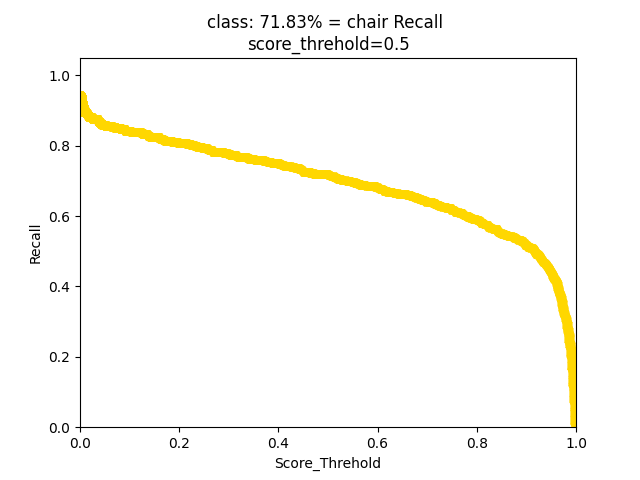 class: 71.83% = chair Recall
score_threhold=0.5
1.0
0.8
0.6
0.4
0.2
0.0
Recall
0.0 0.2 0.4 0.6 0.8 1.0
Score_Threhold